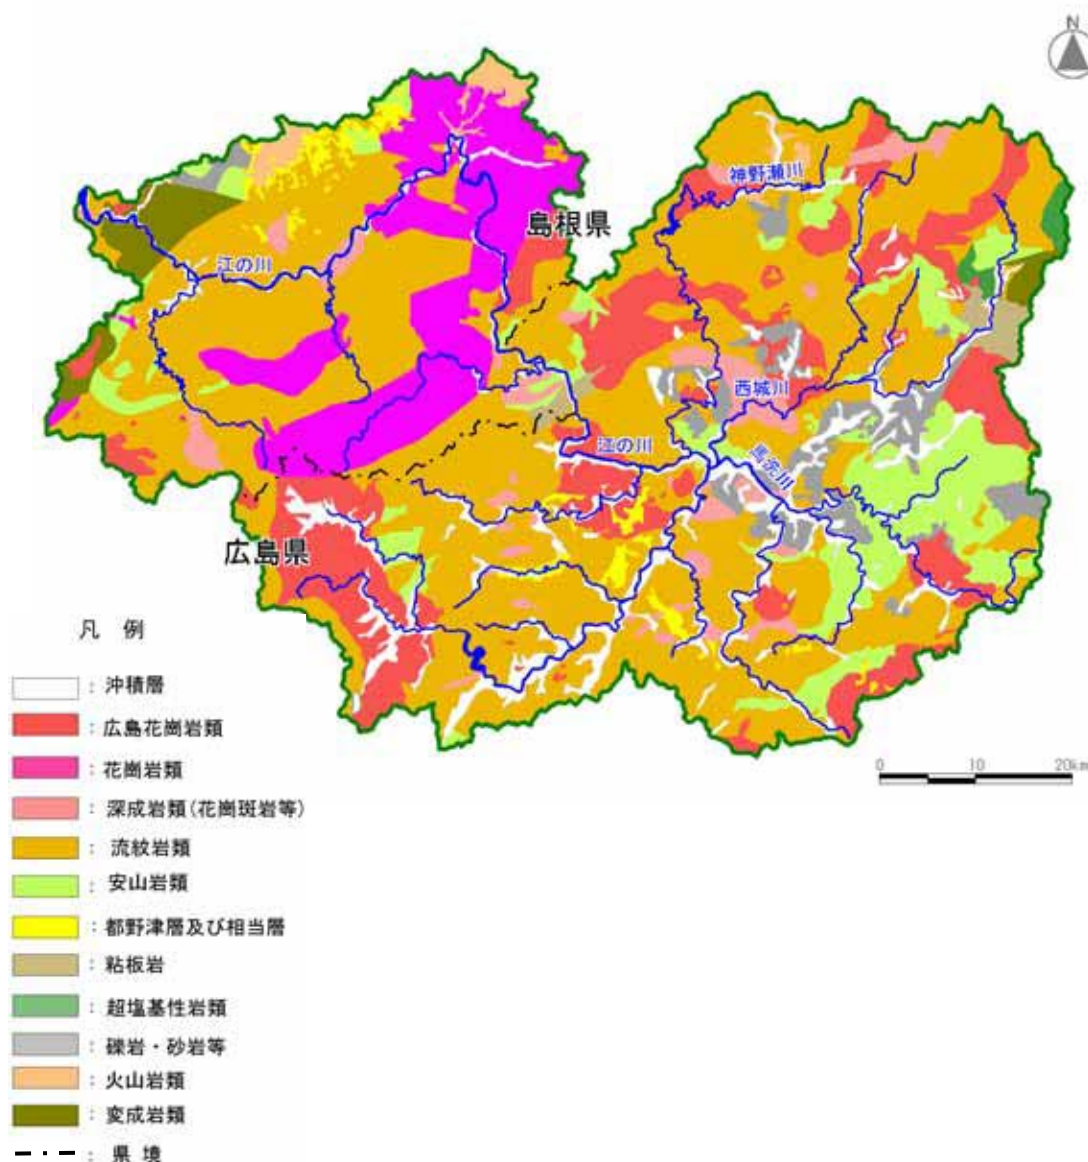 N
神野瀬川
島根県
江の川
西城川
江の川
馬洗川
広島県
凡 例
: 沖積層
: 広島花崗岩類
: 花崗岩類
: 深成岩類(花崗斑岩等)
: 流紋岩類
: 安山岩類
: 都野津層及び相当層
: 粘板岩
: 超塩基性岩類
: 礫岩・砂岩等
: 火山岩類
: 変成岩類
: 県 境
0 10 20km